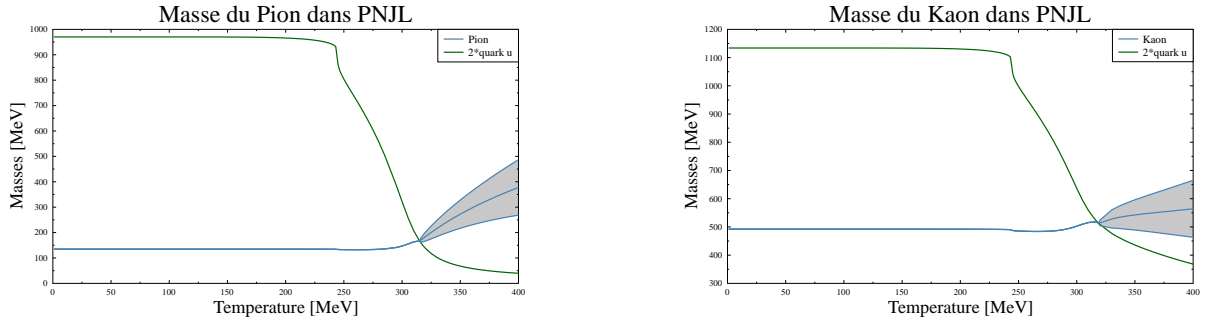 Masse du Pion dans PNJL
1000
900
800
700
600
500
400
300
200
100
0
Masses [MeV]
Pion
2*quark u
0 50 100 150 200 250 300 350 400
Temperature [MeV]
Masse du Kaon dans PNJL
1200
1100
1000
900
800
700
600
500
400
300
Masses [MeV]
Kaon
2*quark u
0 50 100 150 200 250 300 350 400
Temperature [MeV]